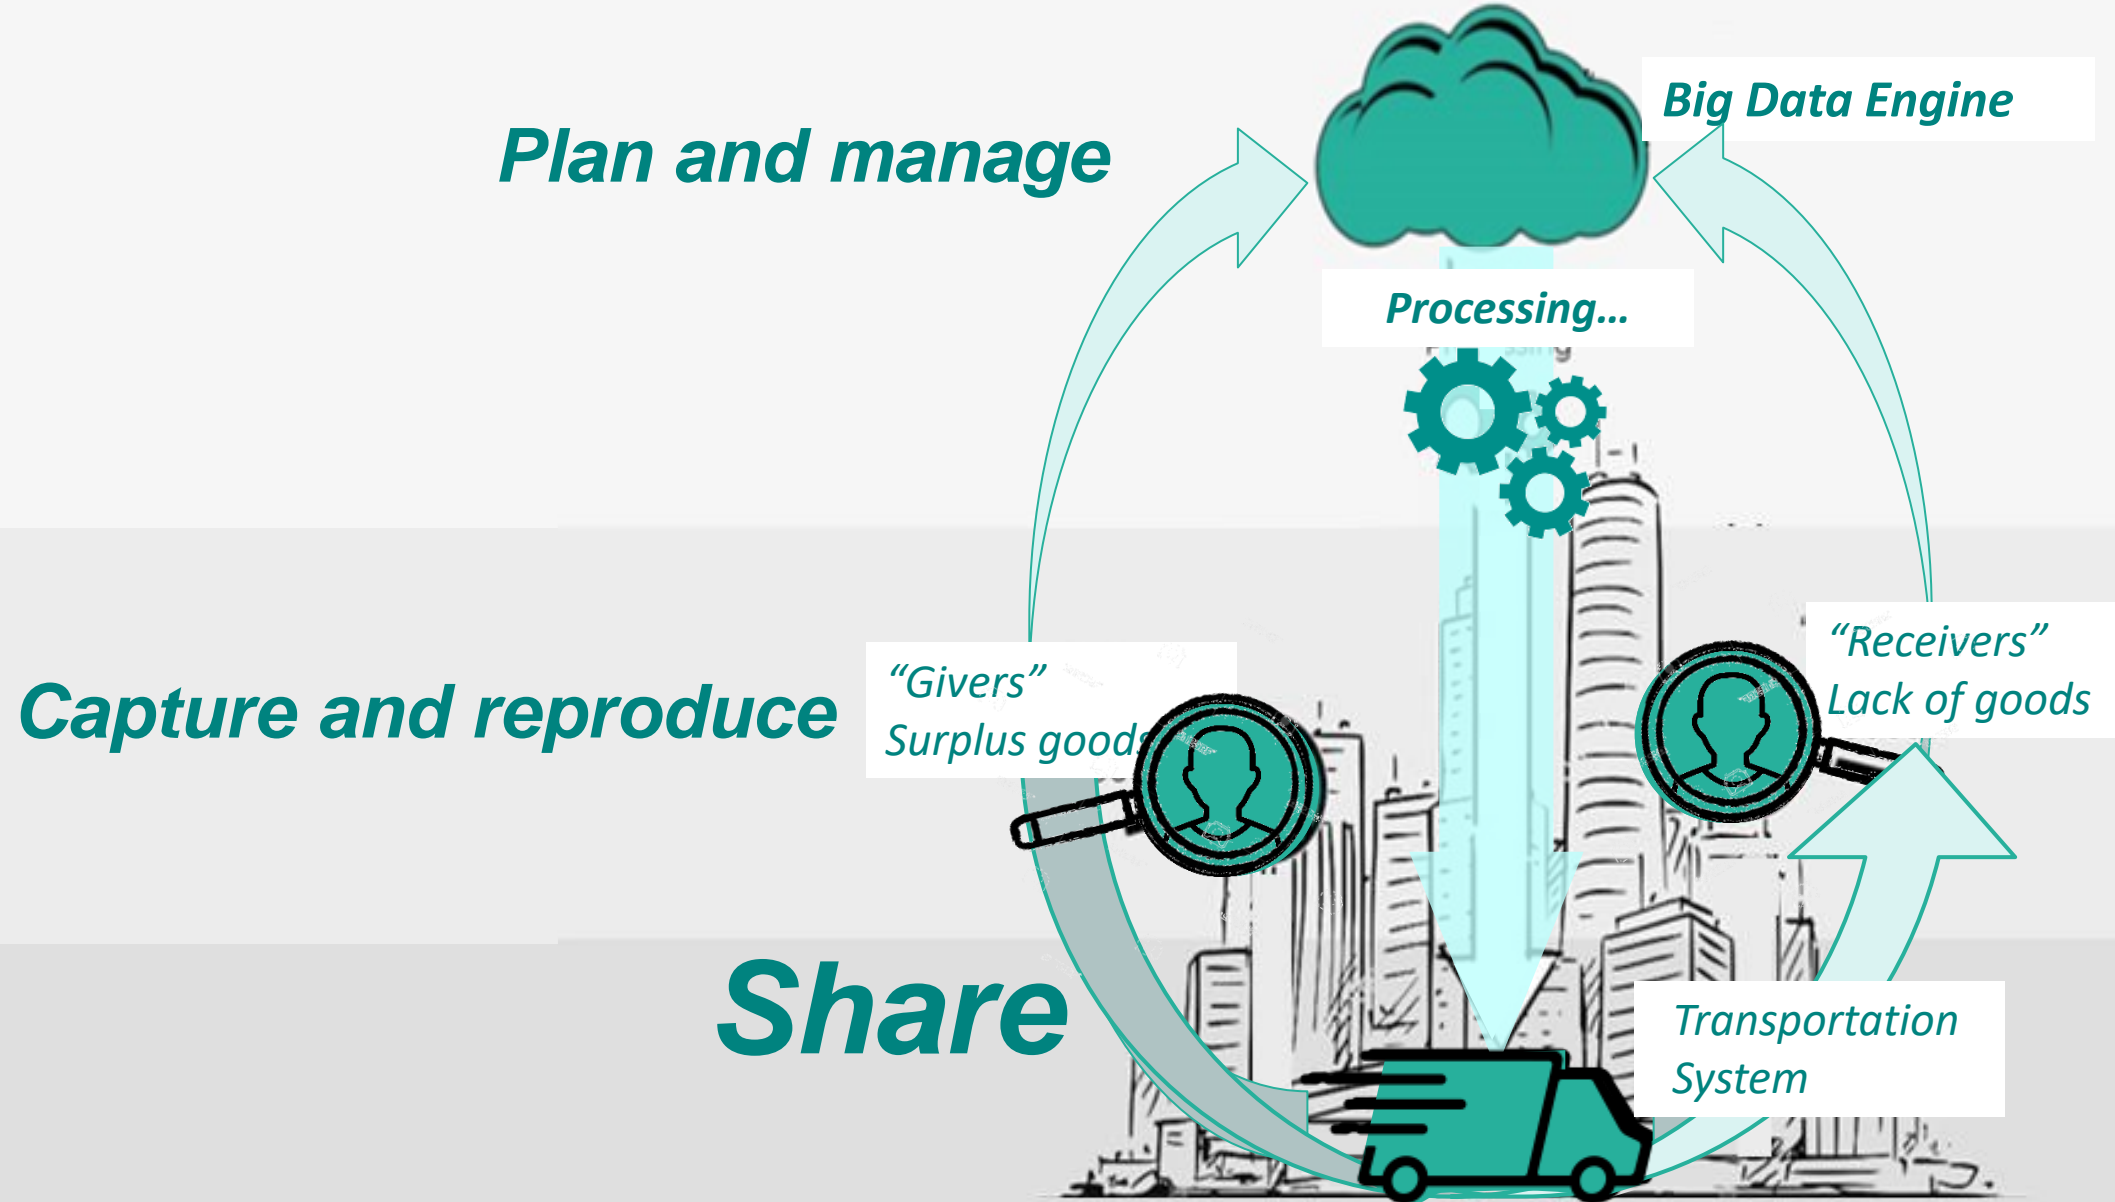 Big Data Engine
Plan and manage
Processing...
“Givers”
Surplus goods
“Receivers”
Lack of goods
Capture and reproduce
Share
Transportation
System